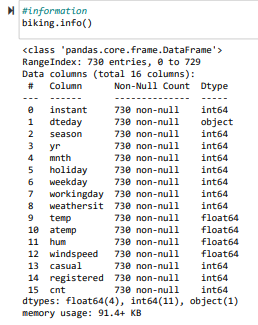 #information
biking.info()
<class 'pandas.core.frame.DataFrame'>
RangeIndex: 730 entries, 0 to 729
Data columns (total 16 columns):
 #   Column      Non-Null Count  Dtype
---  ------      --------------  -----
 0   instant     730 non-null    int64
 1   dteday      730 non-null    object
 2   season      730 non-null    int64
 3   yr          730 non-null    int64
 4   mnth        730 non-null    int64
 5   holiday     730 non-null    int64
 6   weekday     730 non-null    int64
 7   workingday  730 non-null    int64
 8   weathersit  730 non-null    int64
 9   temp        730 non-null    float64
 10  atemp       730 non-null    float64
 11  hum         730 non-null    float64
 12  windspeed   730 non-null    float64
 13  casual      730 non-null    int64
 14  registered  730 non-null    int64
 15  cnt         730 non-null    int64
dtypes: float64(4), int64(11), object(1)
memory usage: 91.4+ KB